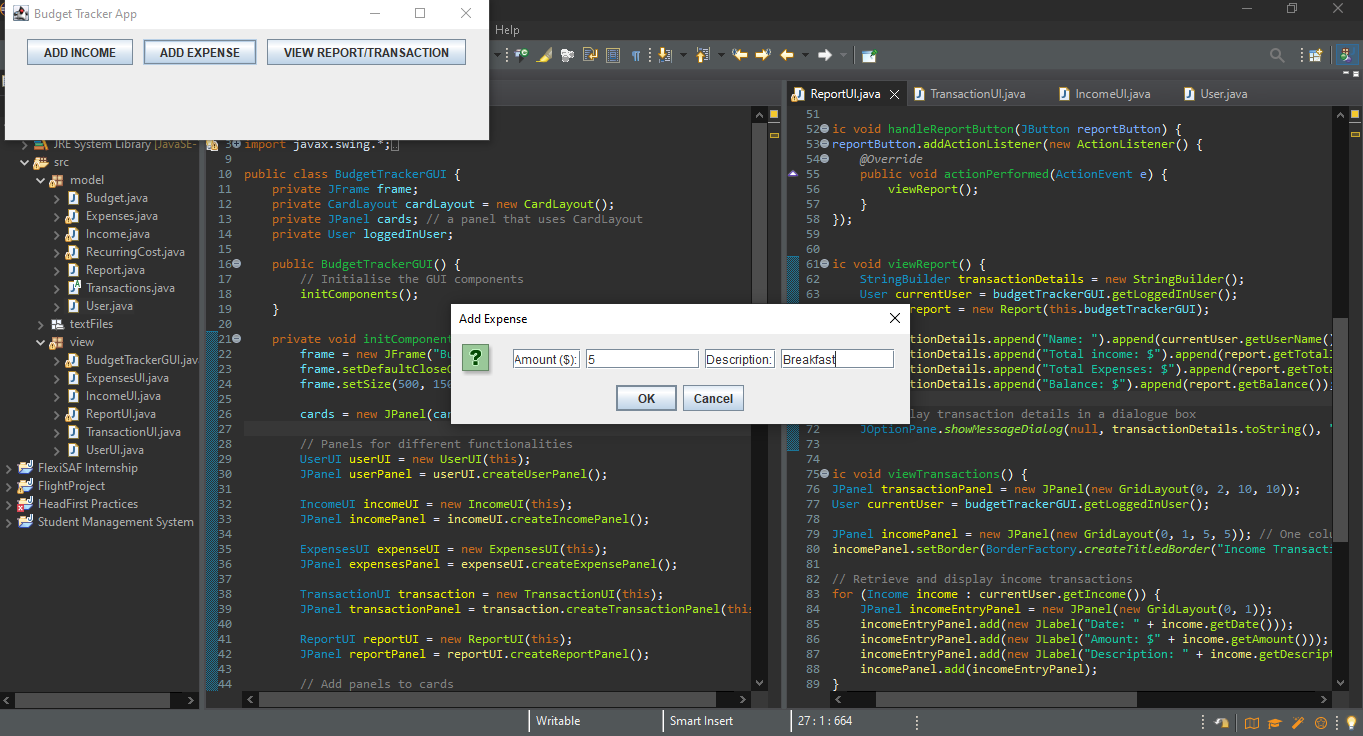 Budget Tracker App
ADD INCOME
ADD EXPENSE
VIEW REPORT/TRANSACTION
Help
JRE System Library [JavaSE-
src
model
Budget.java
Expenses.java
Income.java
RecurringCost.java
Report.java
Transactions.java
User.java
textFiles
view
BudgetTrackerGUI.jav
ExpensesUI.java
IncomeUI.java
ReportUI.java
TransactionUI.java
UserUI.java
FlexiSAF Internship
FlightProject
HeadFirst Practices
Student Management System
3 import javax.swing.*;
9
10 public class BudgetTrackerGUI {
11 private JFrame frame;
12 private CardLayout cardLayout = new CardLayout();
13 private JPanel cards; // a panel that uses CardLayout
14 private User loggedInUser;
15
16 public BudgetTrackerGUI() {
17 // Initialise the GUI components
18 initComponents();
19 }
20
21 private void initComponent
22 frame = new JFrame("Bu
23 frame.setDefaultCloseO
24 frame.setSize(500, 150
25
26 cards = new JPanel(car
27
28 // Panels for different functionalities
29 UserUI userUI = new UserUI(this);
30 JPanel userPanel = userUI.createUserPanel();
31
32 IncomeUI incomeUI = new IncomeUI(this);
33 JPanel incomePanel = incomeUI.createIncomePanel();
34
35 ExpensesUI expenseUI = new ExpensesUI(this);
36 JPanel expensesPanel = expenseUI.createExpensePanel();
37
38 TransactionUI transaction = new TransactionUI(this);
39 JPanel transactionPanel = transaction.createTransactionPanel(this
40
41 ReportUI reportUI = new ReportUI(this);
42 JPanel reportPanel = reportUI.createReportPanel();
43
44 // Add panels to cards
ReportUI.java
TransactionUI.java
IncomeUI.java
User.java
51
52 ic void handleReportButton(JButton reportButton) {
53 reportButton.addActionListener(new ActionListener() {
54 @Override
55 public void actionPerformed(ActionEvent e) {
56 viewReport();
57 }
58 });
59
60
61 ic void viewReport() {
62 StringBuilder transactionDetails = new StringBuilder();
63 User currentUser = budgetTrackerGUI.getLoggedInUser();
report = new Report(this.budgetTrackerGUI);
ionDetails.append("Name: ").append(currentUser.getUserName()
ionDetails.append("Total income: $").append(report.getTotalI
ionDetails.append("Total Expenses: $").append(report.getTota
ionDetails.append("Balance: $").append(report.getBalance());
lay transaction details in a dialogue box
72 JOptionPane.showMessageDialog(null, transactionDetails.toString(), "
73
74
75 ic void viewTransactions() {
76 JPanel transactionPanel = new JPanel(new GridLayout(0, 2, 10, 10));
77 User currentUser = budgetTrackerGUI.getLoggedInUser();
78
79 JPanel incomePanel = new JPanel(new GridLayout(0, 1, 5, 5)); // One colu
80 incomePanel.setBorder(BorderFactory.createTitledBorder("Income Transacti
81
82 // Retrieve and display income transactions
83 for (Income income : currentUser.getIncome()) {
84 JPanel incomeEntryPanel = new JPanel(new GridLayout(0, 1));
85 incomeEntryPanel.add(new JLabel("Date: " + income.getDate()));
86 incomeEntryPanel.add(new JLabel("Amount: $" + income.getAmount()));
87 incomeEntryPanel.add(new JLabel("Description: " + income.getDescript
88 incomePanel.add(incomeEntryPanel);
89 }
Add Expense
Amount ($):
5
Description:
Breakfast
OK
Cancel
Writable
Smart Insert
27 : 1 : 664